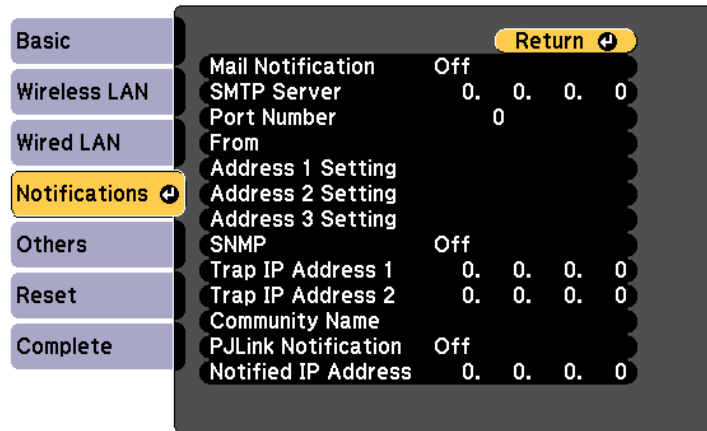 Basic
Wireless LAN
Wired LAN
Notifications
Others
Reset
Complete
Return
Mail Notification Off
SMTP Server 0. 0. 0. 0
Port Number 0
From
Address 1 Setting
Address 2 Setting
Address 3 Setting
SNMP Off
Trap IP Address 1 0. 0. 0. 0
Trap IP Address 2 0. 0. 0. 0
Community Name
PJLink Notification Off
Notified IP Address 0. 0. 0. 0